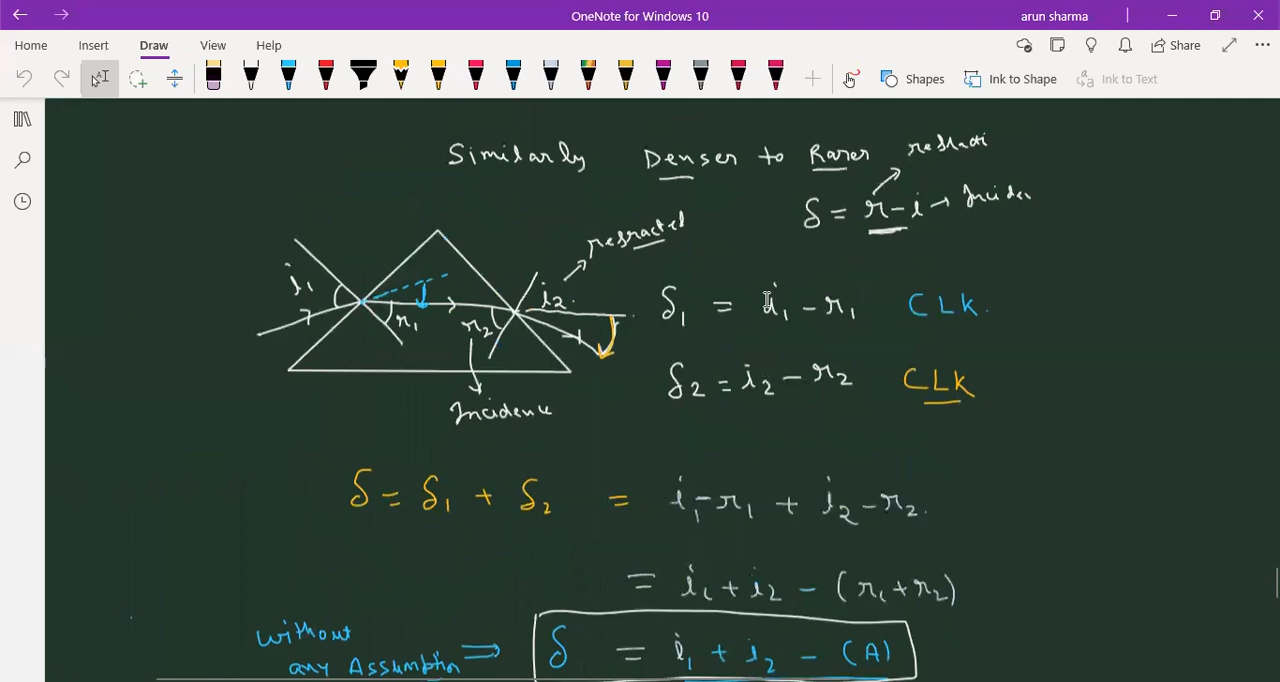 OneNote for Windows 10
arun sharma
Home Insert Draw View Help
Share
Shapes Ink to Shape Ink to Text
Similarly Denser to Rarer
δ = r - i → Inciden
refracted
i₁
r₁
r₂
i₂
Incidence
δ₁ = i₁ - r₁ CLK.
δ₂ = i₂ - r₂ CLK
δ = δ₁ + δ₂ = i₁ - r₁ + i₂ - r₂.
= i₁ + i₂ - (r₁ + r₂)
without
any Assumption ⇒ δ = i₁ + i₂ - (A)